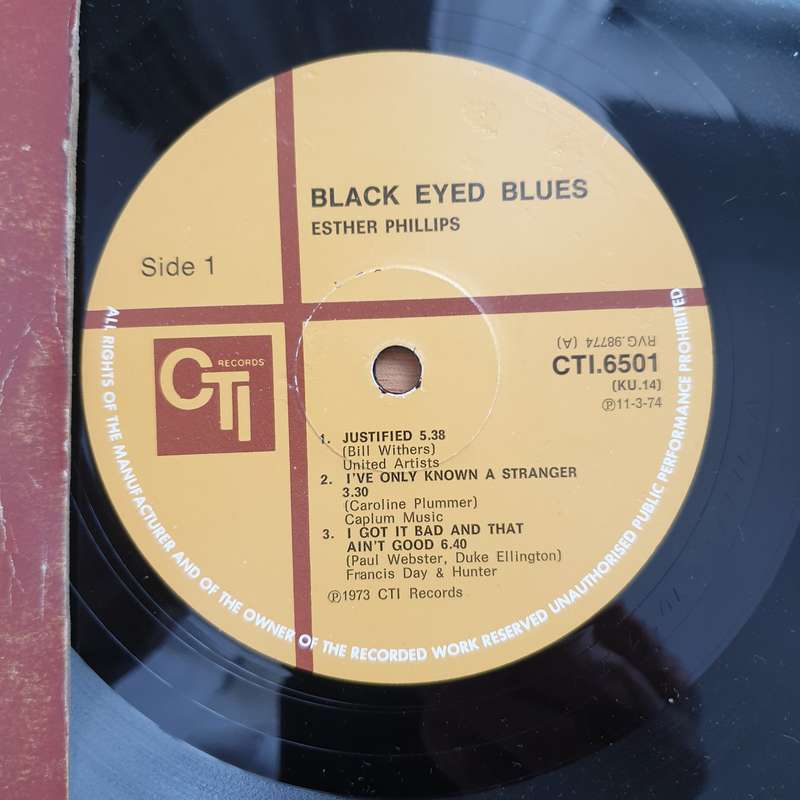 BLACK EYED BLUES
ESTHER PHILLIPS
Side 1
RVG.98774 (A)
CTI.6501
(KU.14)
Ⓟ11-3-74
CTI RECORDS
1. JUSTIFIED 5.38
(Bill Withers)
United Artists
2. I'VE ONLY KNOWN A STRANGER
3.30
(Caroline Plummer)
Caplum Music
3. I GOT IT BAD AND THAT
AIN'T GOOD 6.40
(Paul Webster, Duke Ellington)
Francis Day & Hunter
Ⓟ1973 CTI Records
ALL RIGHTS OF THE MANUFACTURER AND OF THE OWNER OF THE RECORDED WORK RESERVED UNAUTHORISED PUBLIC PERFORMANCE PROHIBITED